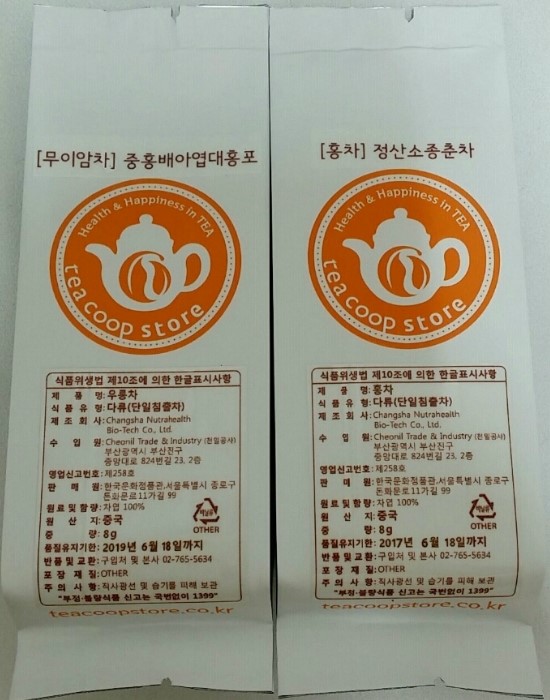 [무이암차] 중홍배아엽대홍포
Health & Happiness in TEA
tea coop store
식품위생법 제10조에 의한 한글표시사항
제 품 명: 우롱차
식 품 유 형: 다류(단일침출차)
제 조 회 사: Changsha Nutrahealth
Bio-Tech Co., Ltd.
수 입 원: Cheonil Trade & Industry (천일공사)
부산광역시 부산진구
중앙대로 824번길 23, 2층
영업신고번호: 제258호
판 매 원: 한국문화정품관,서울특별시 종로구
돈화문로11가길 99
원료및함량: 차엽 100%
원 산 지: 중국
중 량: 8g
OTHER
품질유지기한: 2019년 6월 18일까지
반품 및 교환: 구입처 및 본사 02-765-5634
포 장 재 질: OTHER
주 의 사 항: 직사광선 및 습기를 피해 보관
"부정·불량식품 신고는 국번없이 1399"
teacoopstore.co.kr
[홍차] 정산소종춘차
Health & Happiness in TEA
tea coop store
식품위생법 제10조에 의한 한글표시사항
제 품 명: 홍차
식 품 유 형: 다류(단일침출차)
제 조 회 사: Changsha Nutrahealth
Bio-Tech Co., Ltd.
수 입 원: Cheonil Trade & Industry (천일공사)
부산광역시 부산진구
중앙대로 824번길 23, 2층
영업신고번호: 제258호
판 매 원: 한국문화정품관,서울특별시 종로구
돈화문로11가길 99
원료및함량: 차엽 100%
원 산 지: 중국
중 량: 8g
OTHER
품질유지기한: 2017년 6월 18일까지
반품 및 교환: 구입처 및 본사 02-765-5634
포 장 재 질: OTHER
주 의 사 항: 직사광선 및 습기를 피해 보관
"부정·불량식품 신고는 국번없이 1399"
teacoopstore.co.kr